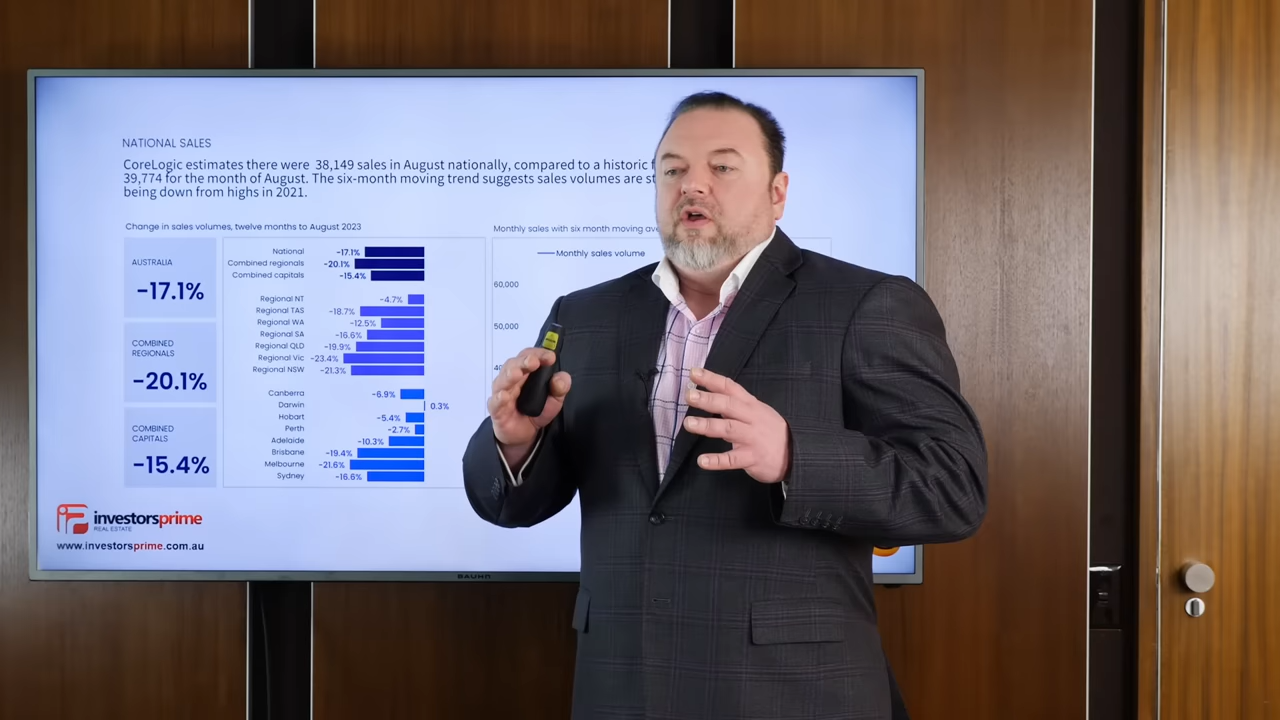 NATIONAL SALES
CoreLogic estimates there were 38,149 sales in August nationally, compared to a historic
39,774 for the month of August. The six-month moving trend suggests sales volumes are
being down from highs in 2021.
Change in sales volumes, twelve months to August 2023
AUSTRALIA
-17.1%
COMBINED
REGIONALS
-20.1%
COMBINED
CAPITALS
-15.4%
National -17.1%
Combined regionals -20.1%
Combined capitals -15.4%
Regional NT -4.7%
Regional TAS -18.7%
Regional WA -12.5%
Regional SA -16.6%
Regional QLD -19.9%
Regional Vic -23.4%
Regional NSW -21.3%
Canberra -6.9%
Darwin 0.3%
Hobart -5.4%
Perth -2.7%
Adelaide -10.3%
Brisbane -19.4%
Melbourne -21.6%
Sydney -16.6%
Monthly sales with six month moving
Monthly sales volume
60,000
50,000
investorsprime
REAL ESTATE
www.investorsprime.com.au
BAUHN